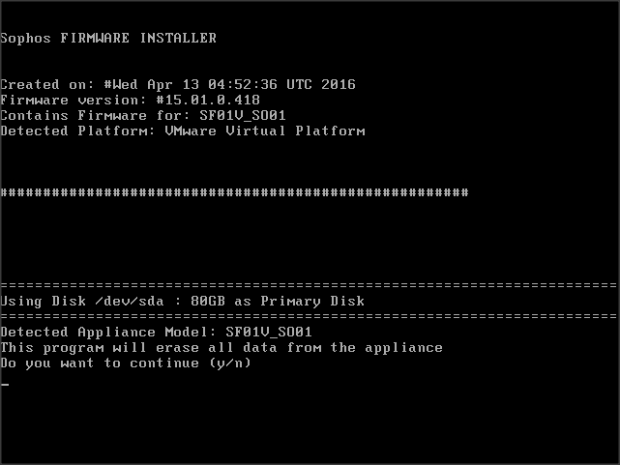 Sophos FIRMWARE INSTALLER
Created on: #Wed Apr 13 04:52:36 UTC 2016
Firmware version: #15.01.0.418
Contains Firmware for: SF01V_SO01
Detected Platform: VMware Virtual Platform
######################################################
========================================================================
Using Disk /dev/sda : 80GB as Primary Disk
========================================================================
Detected Appliance Model: SF01V_SO01
This program will erase all data from the appliance
Do you want to continue (y/n)
_